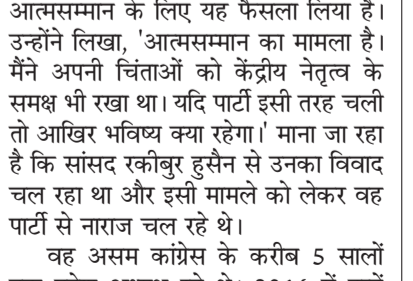 आत्मसम्मान के लिए यह फैसला लिया है।
उन्होंने लिखा, 'आत्मसम्मान का मामला है।
मैंने अपनी चिंताओं को केंद्रीय नेतृत्व के
समक्ष भी रखा था। यदि पार्टी इसी तरह चली
तो आखिर भविष्य क्या रहेगा।' माना जा रहा
है कि सांसद रकीबुर हुसैन से उनका विवाद
चल रहा था और इसी मामले को लेकर वह
पार्टी से नाराज चल रहे थे।
वह असम कांग्रेस के करीब 5 सालों